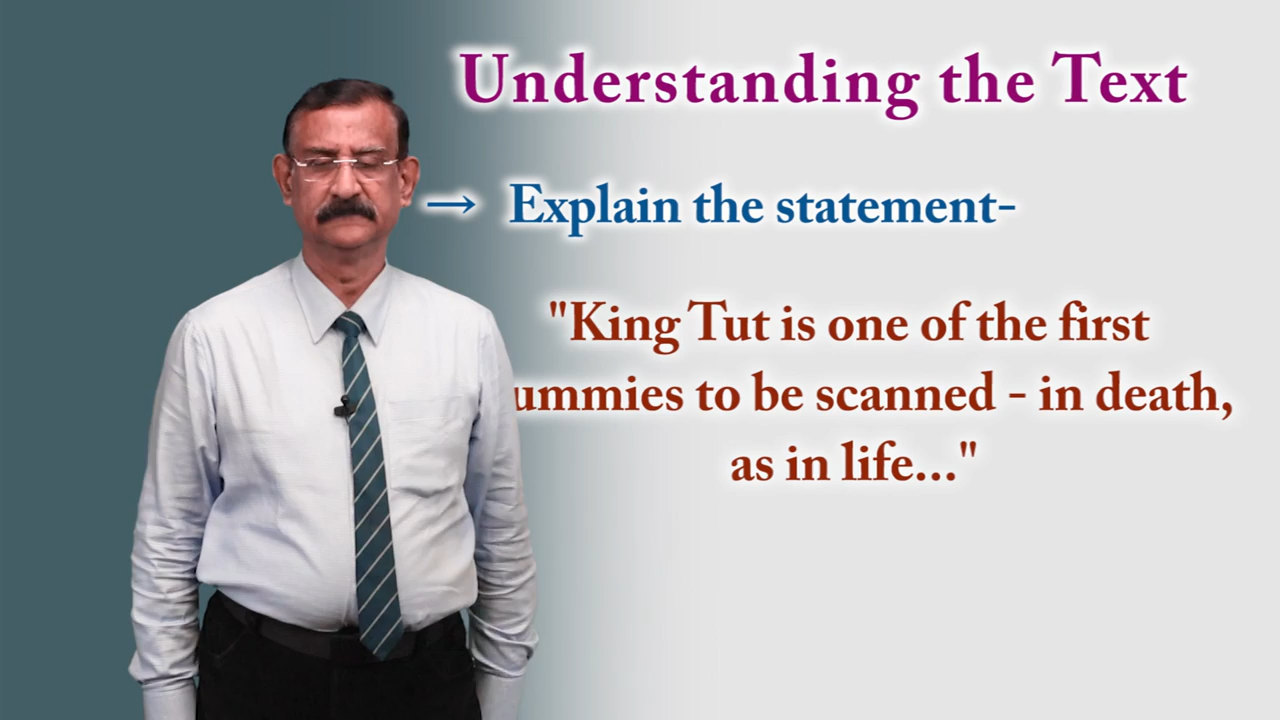 Understanding the Text
→ Explain the statement-
"King Tut is one of the first
ummies to be scanned - in death,
as in life..."